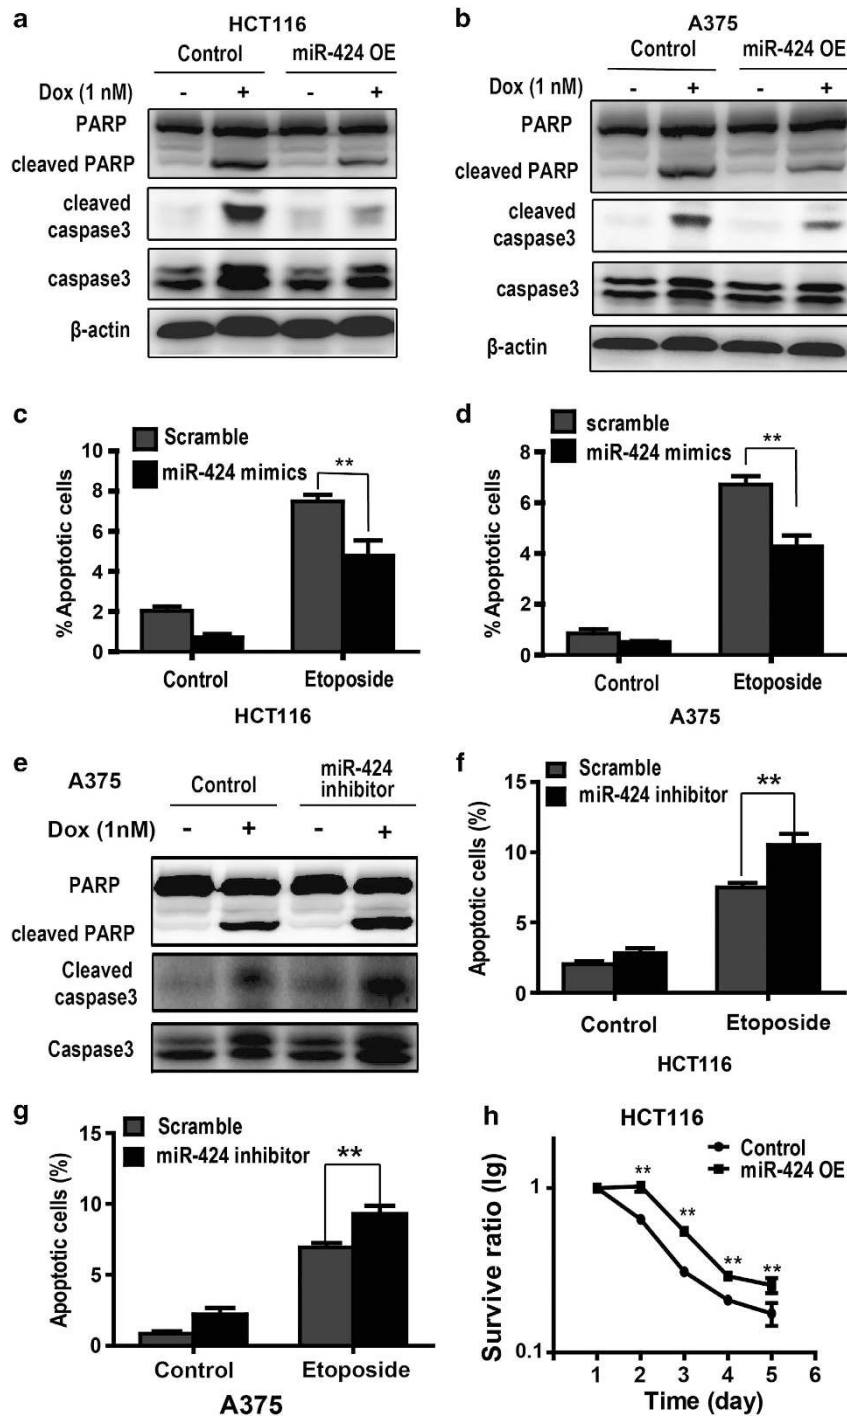 a
HCT116
Control miR-424 OE
Dox (1 nM) - + - +
PARP
cleaved PARP
cleaved
caspase3
caspase3
β-actin
b
A375
Control miR-424 OE
Dox (1 nM) - + - +
PARP
cleaved PARP
cleaved
caspase3
caspase3
β-actin
c
Scramble
miR-424 mimics
% Apoptotic cells
10
8
6
4
2
0
**
Control Etoposide
HCT116
d
scramble
miR-424 mimics
% Apoptotic cells
8
6
4
2
0
**
Control Etoposide
A375
e
A375
Control miR-424
inhibitor
Dox (1nM) - + - +
PARP
cleaved PARP
Cleaved
caspase3
Caspase3
f
Scramble
miR-424 inhibitor
Apoptotic cells (%)
15
10
5
0
**
Control Etoposide
HCT116
g
Scramble
miR-424 inhibitor
Apoptotic cells (%)
15
10
5
0
**
Control Etoposide
A375
h
HCT116
Control
miR-424 OE
Survive ratio (lg)
1
0.1
** ** ** **
1 2 3 4 5 6
Time (day)